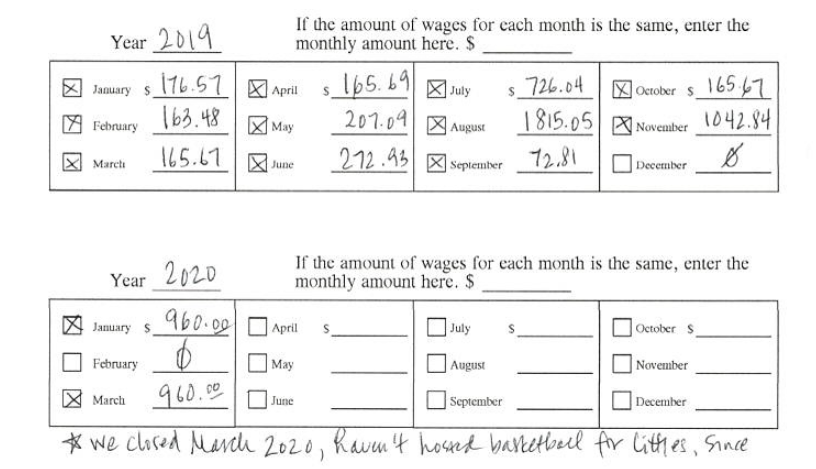 If the amount of wages for each month is the same, enter the
Year 2019 monthly amount here. $
January $ 176.57 April $ 165.69 July $ 726.04 October $ 165.67
February 163.48 May 207.09 August 1815.05 November 1042.84
March 165.67 June 272.93 September 72.81 December Ø
If the amount of wages for each month is the same, enter the
Year 2020 monthly amount here. $
January $ 960.00 April $ July $ October $
February Ø May August November
March 960.00 June September December
* We closed March 2020, haven't hosted basketball for littles, since